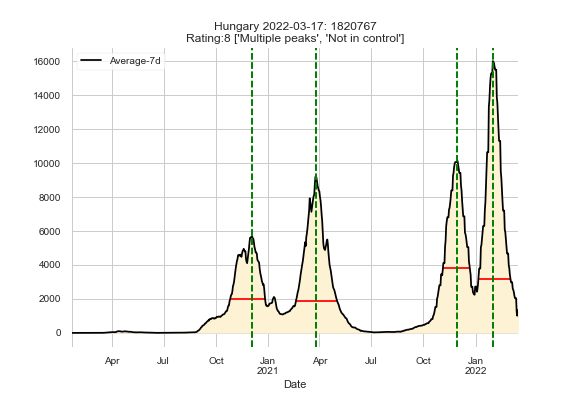 Hungary 2022-03-17: 1820767
Rating:8 ['Multiple peaks', 'Not in control']
Average-7d
16000
14000
12000
10000
8000
6000
4000
2000
0
Apr Jul Oct Jan Apr Jul Oct Jan
2021 2022
Date